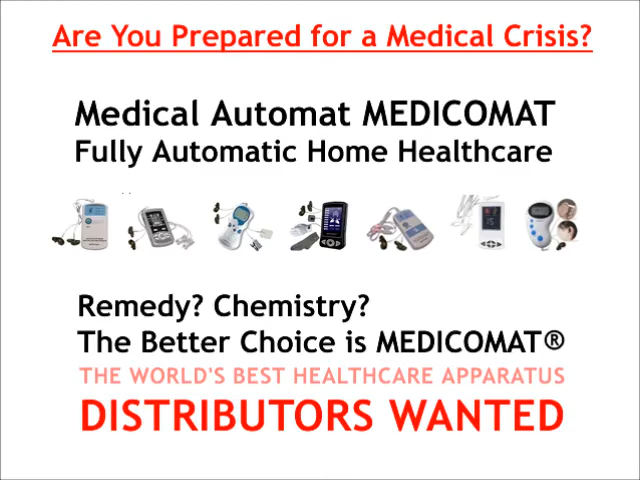 Are You Prepared for a Medical Crisis?
Medical Automat MEDICOMAT
Fully Automatic Home Healthcare
Remedy? Chemistry?
The Better Choice is MEDICOMAT®
THE WORLD'S BEST HEALTHCARE APPARATUS
DISTRIBUTORS WANTED